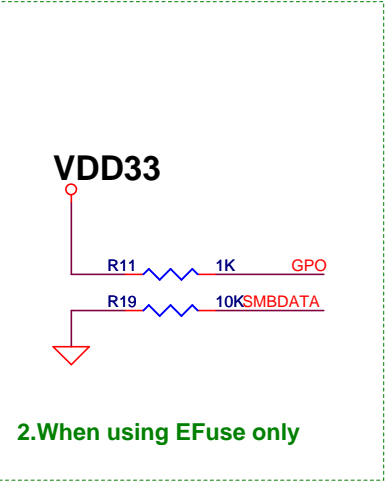 VDD33
R11 1K GPO
R19 10K SMBDATA
2.When using EFuse only